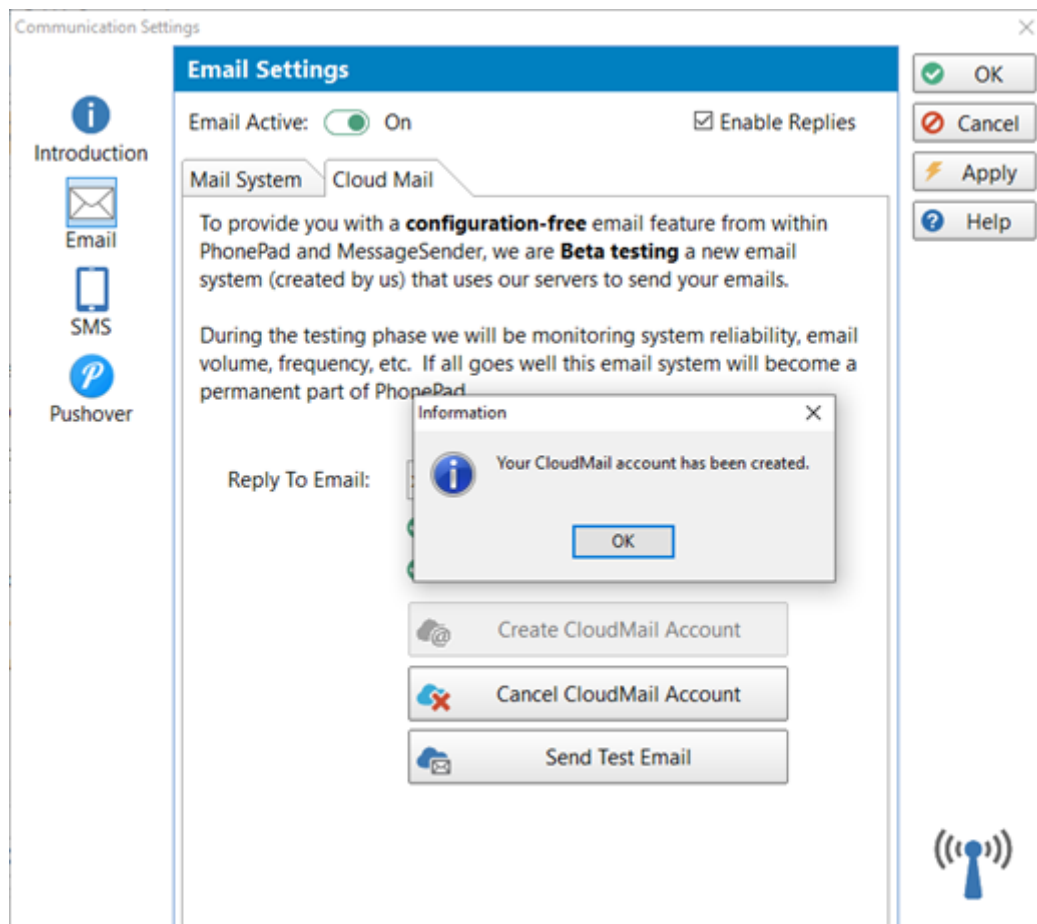 Communication Settings
Email Settings
Email Active: On
Enable Replies
OK
Cancel
Apply
Help
Introduction
Email
SMS
Pushover
Mail System
Cloud Mail
To provide you with a configuration-free email feature from within
PhonePad and MessageSender, we are Beta testing a new email
system (created by us) that uses our servers to send your emails.
During the testing phase we will be monitoring system reliability, email
volume, frequency, etc. If all goes well this email system will become a
permanent part of PhonePad
Information
Your CloudMail account has been created.
OK
Reply To Email:
Create CloudMail Account
Cancel CloudMail Account
Send Test Email